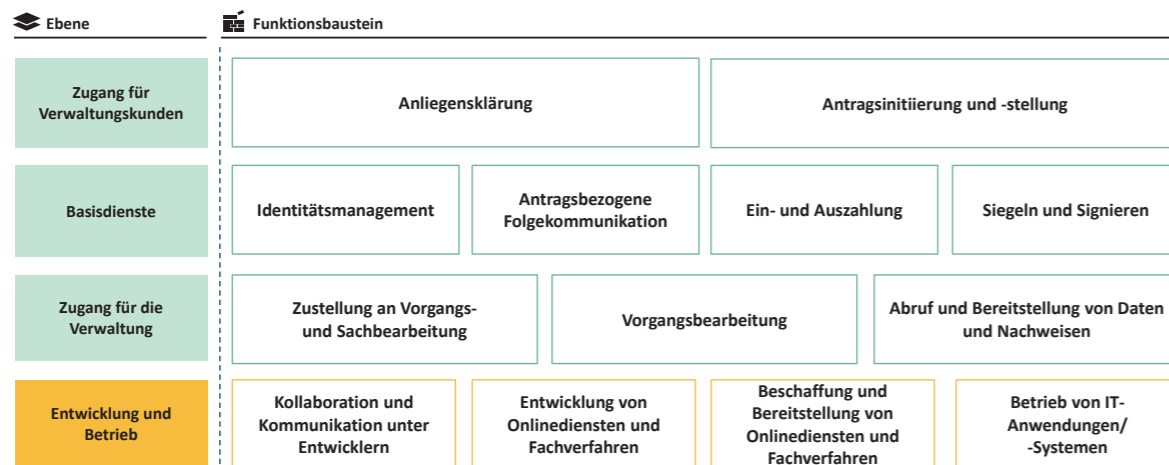 Ebene
Funktionsbaustein
Zugang für
Verwaltungskunden
Anliegensklärung
Antragsinitiierung und -stellung
Basisdienste
Identitätsmanagement
Antragsbezogene
Folgekommunikation
Ein- und Auszahlung
Siegeln und Signieren
Zugang für die
Verwaltung
Zustellung an Vorgangs-
und Sachbearbeitung
Vorgangsbearbeitung
Abruf und Bereitstellung von Daten
und Nachweisen
Entwicklung und
Betrieb
Kollaboration und
Kommunikation unter
Entwicklern
Entwicklung von
Onlinediensten und
Fachverfahren
Beschaffung und
Bereitstellung von
Onlinediensten und
Fachverfahren
Betrieb von IT-
Anwendungen/
-Systemen